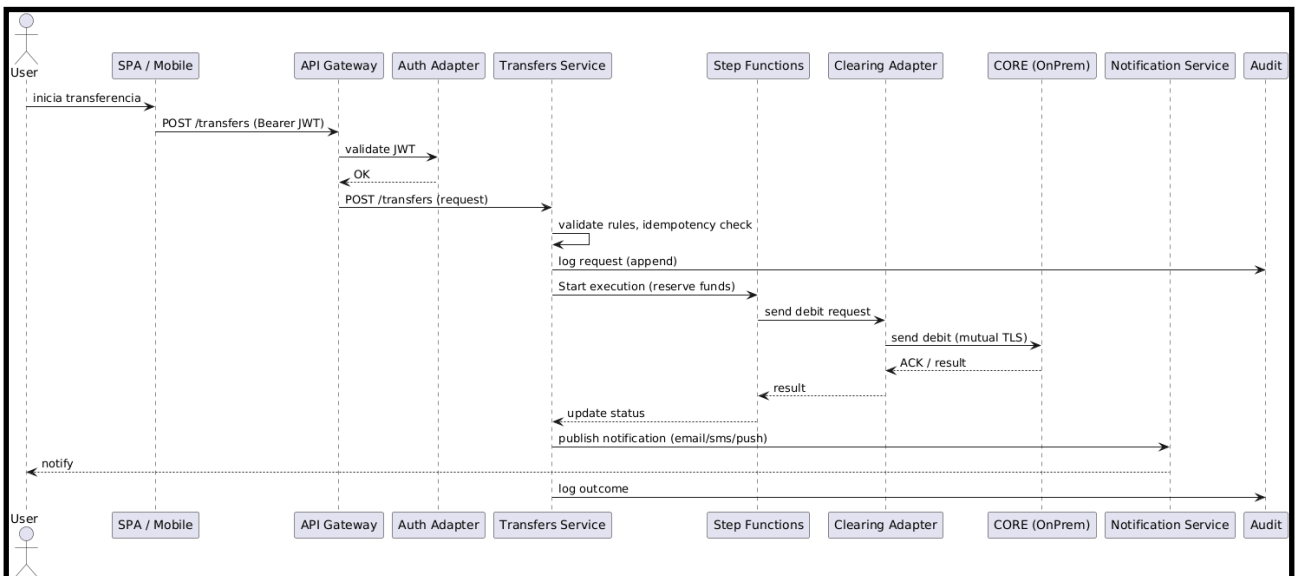 User
SPA / Mobile
API Gateway
Auth Adapter
Transfers Service
Step Functions
Clearing Adapter
CORE (OnPrem)
Notification Service
Audit
inicia transferencia
POST /transfers (Bearer JWT)
validate JWT
OK
POST /transfers (request)
validate rules, idempotency check
log request (append)
Start execution (reserve funds)
send debit request
send debit (mutual TLS)
ACK / result
result
update status
publish notification (email/sms/push)
notify
log outcome
User
SPA / Mobile
API Gateway
Auth Adapter
Transfers Service
Step Functions
Clearing Adapter
CORE (OnPrem)
Notification Service
Audit